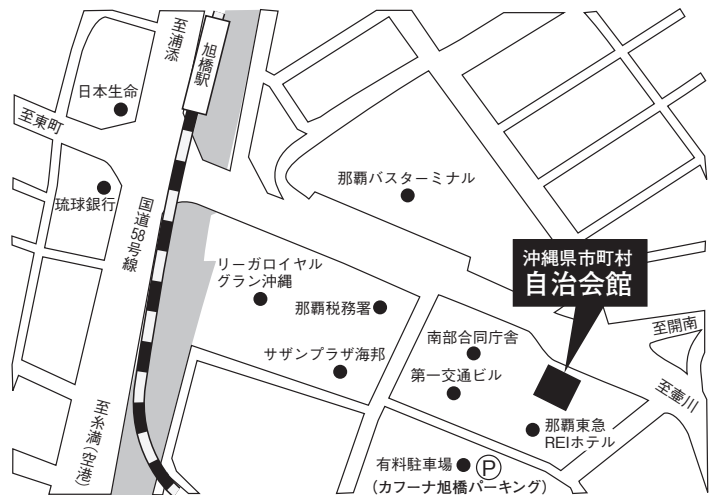 至浦添
旭橋駅
日本生命
至東町
琉球銀行
国道58号線
那覇バスターミナル
沖縄県市町村
自治会館
リーガロイヤル
グラン沖縄
那覇税務署
サザンプラザ海邦
南部合同庁舎
第一交通ビル
至開南
至壷川
那覇東急
REIホテル
至糸満(空港)
有料駐車場 P
(カフーナ旭橋パーキング)